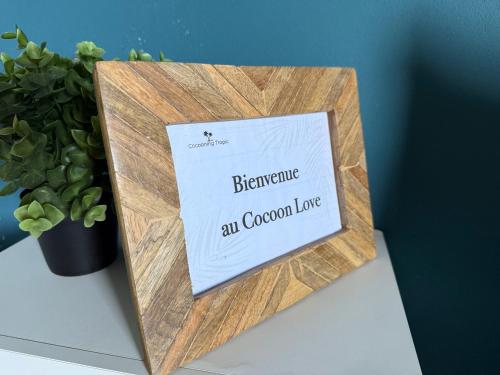 Cocooning Tropic
Bienvenue
au Cocoon Love